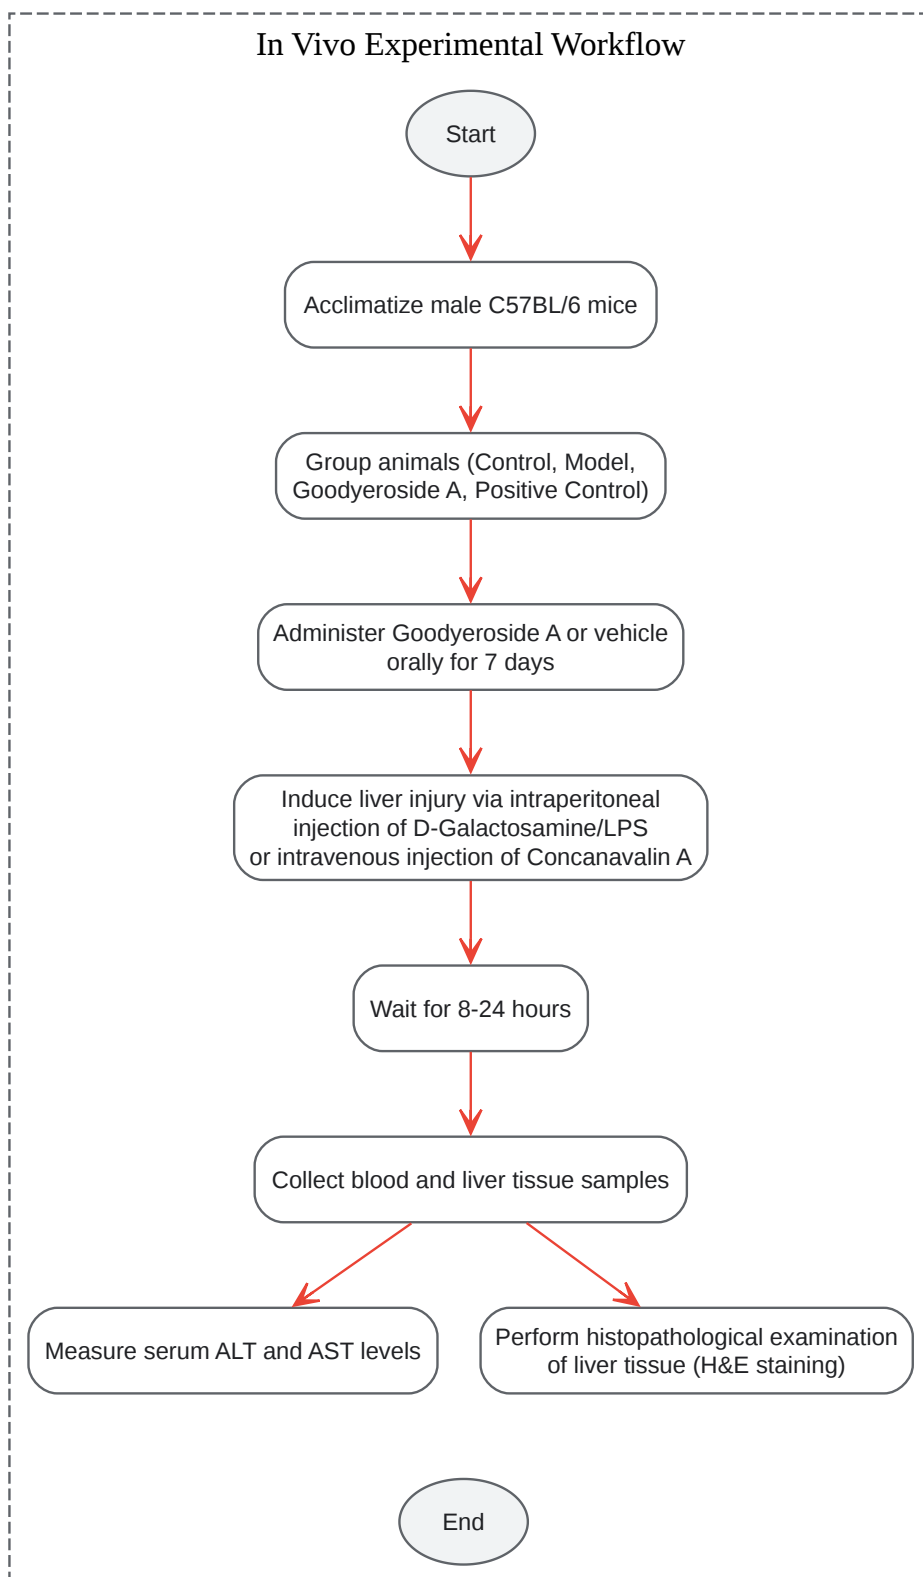 In Vivo Experimental Workflow
Start
Acclimatize male C57BL/6 mice
Group animals (Control, Model,
Goodyeroside A, Positive Control)
Administer Goodyeroside A or vehicle
orally for 7 days
Induce liver injury via intraperitoneal
injection of D-Galactosamine/LPS
or intravenous injection of Concanavalin A
Wait for 8-24 hours
Collect blood and liver tissue samples
Measure serum ALT and AST levels
Perform histopathological examination
of liver tissue (H&E staining)
End